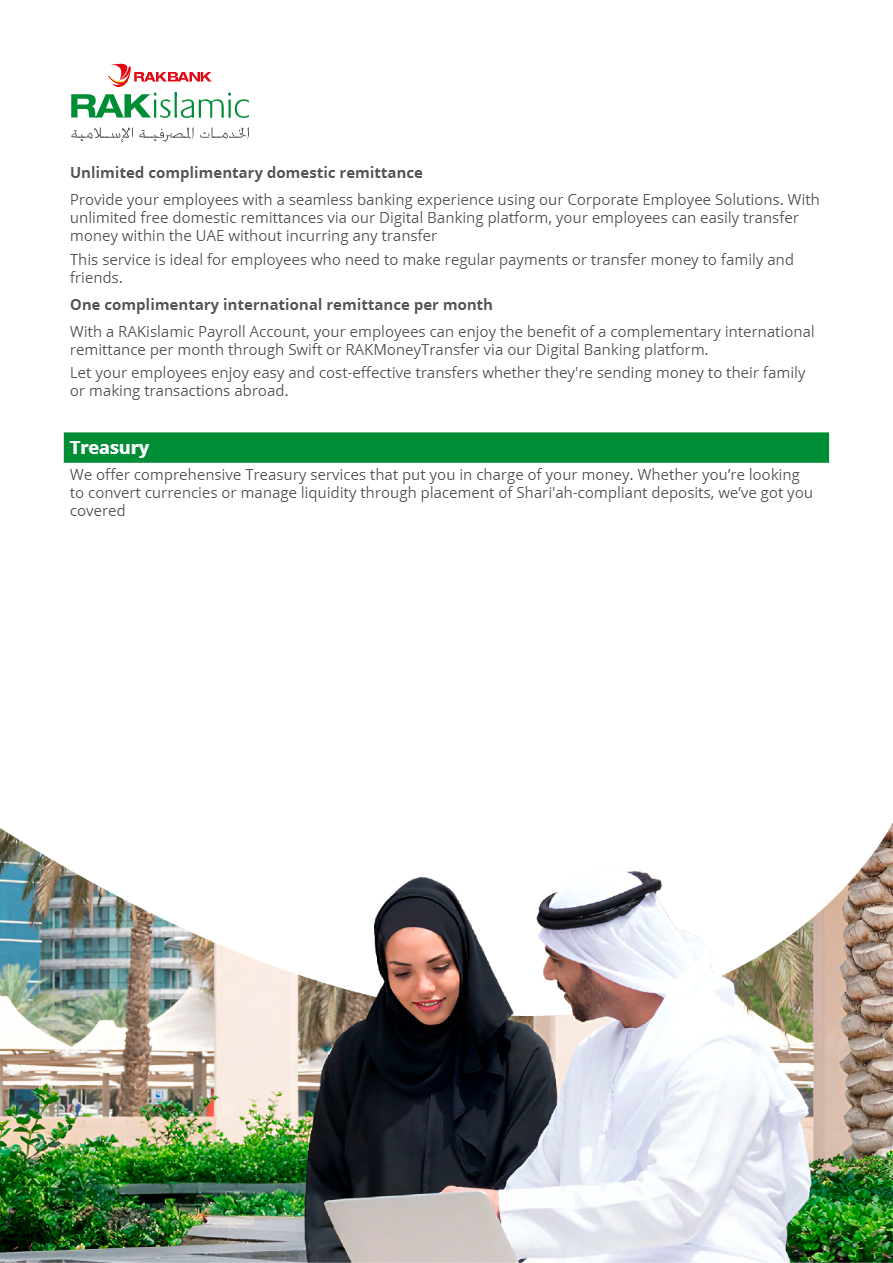 RAKBANK
RAKislamic
الخدمات المصرفية الإسلامية
Unlimited complimentary domestic remittance
Provide your employees with a seamless banking experience using our Corporate Employee Solutions. With
unlimited free domestic remittances via our Digital Banking platform, your employees can easily transfer
money within the UAE without incurring any transfer
This service is ideal for employees who need to make regular payments or transfer money to family and
friends.
One complimentary international remittance per month
With a RAKislamic Payroll Account, your employees can enjoy the benefit of a complementary international
remittance per month through Swift or RAKMoneyTransfer via our Digital Banking platform.
Let your employees enjoy easy and cost-effective transfers whether they're sending money to their family
or making transactions abroad.
Treasury
We offer comprehensive Treasury services that put you in charge of your money. Whether you’re looking
to convert currencies or manage liquidity through placement of Shari'ah-compliant deposits, we’ve got you
covered